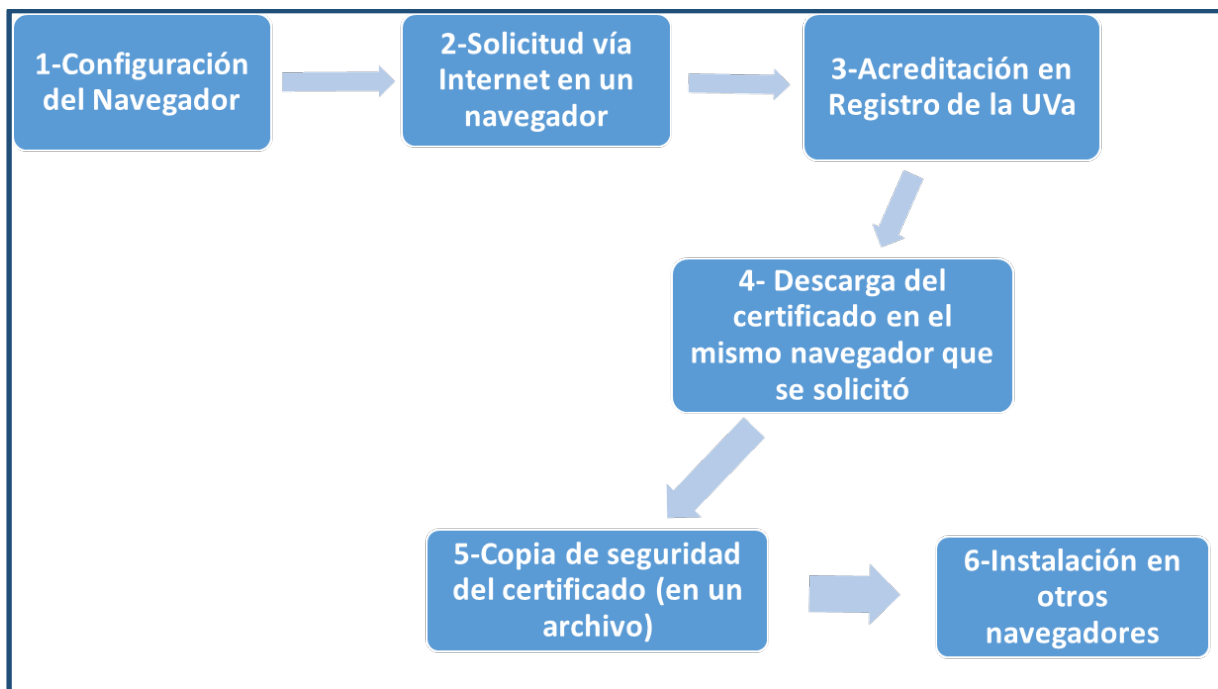 1-Configuración
del Navegador
2-Solicitud vía
Internet en un
navegador
3-Acreditación en
Registro de la UVa
4- Descarga del
certificado en el
mismo navegador que
se solicitó
5-Copia de seguridad
del certificado (en un
archivo)
6-Instalación en
otros
navegadores